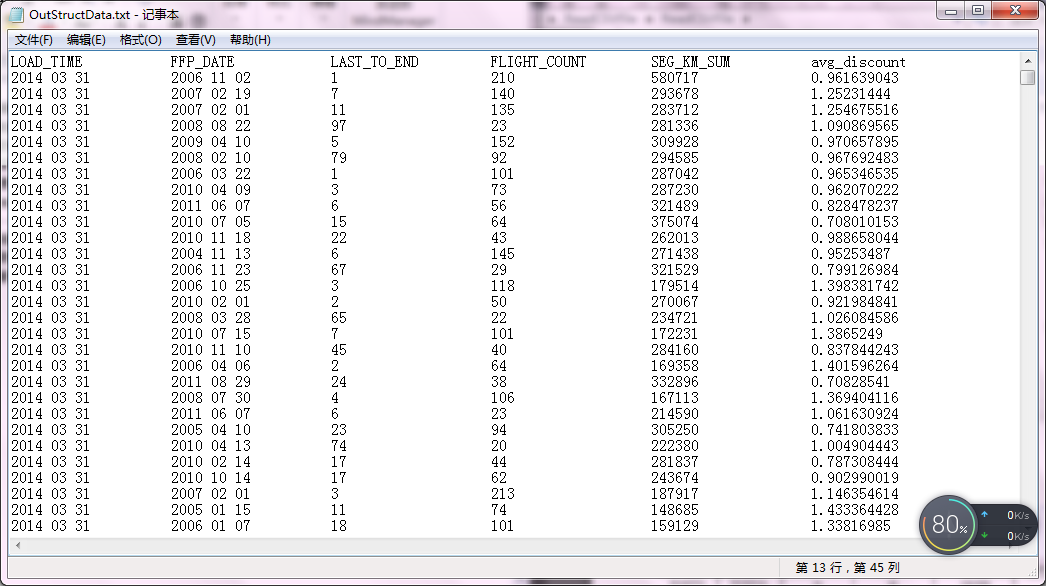 OutStructData.txt - 记事本
文件(F) 编辑(E) 格式(O) 查看(V) 帮助(H)
LOAD_TIME FFP_DATE LAST_TO_END FLIGHT_COUNT SEG_KM_SUM avg_discount
2014 03 31 2006 11 02 1 210 580717 0.961639043
2014 03 31 2007 02 19 7 140 293678 1.25231444
2014 03 31 2007 02 01 11 135 283712 1.254675516
2014 03 31 2008 08 22 97 23 281336 1.090869565
2014 03 31 2009 04 10 5 152 309928 0.970657895
2014 03 31 2008 02 10 79 92 294585 0.967692483
2014 03 31 2006 03 22 1 101 287042 0.965346535
2014 03 31 2010 04 09 3 73 287230 0.962070222
2014 03 31 2011 06 07 6 56 321489 0.828478237
2014 03 31 2010 07 05 15 64 375074 0.708010153
2014 03 31 2010 11 18 22 43 262013 0.988658044
2014 03 31 2004 11 13 6 145 271438 0.95253487
2014 03 31 2006 11 23 67 29 321529 0.799126984
2014 03 31 2006 10 25 3 118 179514 1.398381742
2014 03 31 2010 02 01 2 50 270067 0.921984841
2014 03 31 2008 03 28 65 22 234721 1.026084586
2014 03 31 2010 07 15 7 101 172231 1.3865249
2014 03 31 2010 11 10 45 40 284160 0.837844243
2014 03 31 2006 04 06 2 64 169358 1.401596264
2014 03 31 2011 08 29 24 38 332896 0.70828541
2014 03 31 2008 07 30 4 106 167113 1.369404116
2014 03 31 2011 06 07 6 23 214590 1.061630924
2014 03 31 2005 04 10 23 94 305250 0.741803833
2014 03 31 2010 04 13 74 20 222380 1.004904443
2014 03 31 2010 02 14 17 44 281837 0.787308444
2014 03 31 2010 10 14 17 62 243674 0.902990019
2014 03 31 2007 02 01 3 213 187917 1.146354614
2014 03 31 2005 01 15 11 74 148685 1.433364428
2014 03 31 2006 01 07 18 101 159129 1.33816985
80% 0K/s
0K/s
第 13 行，第 45 列